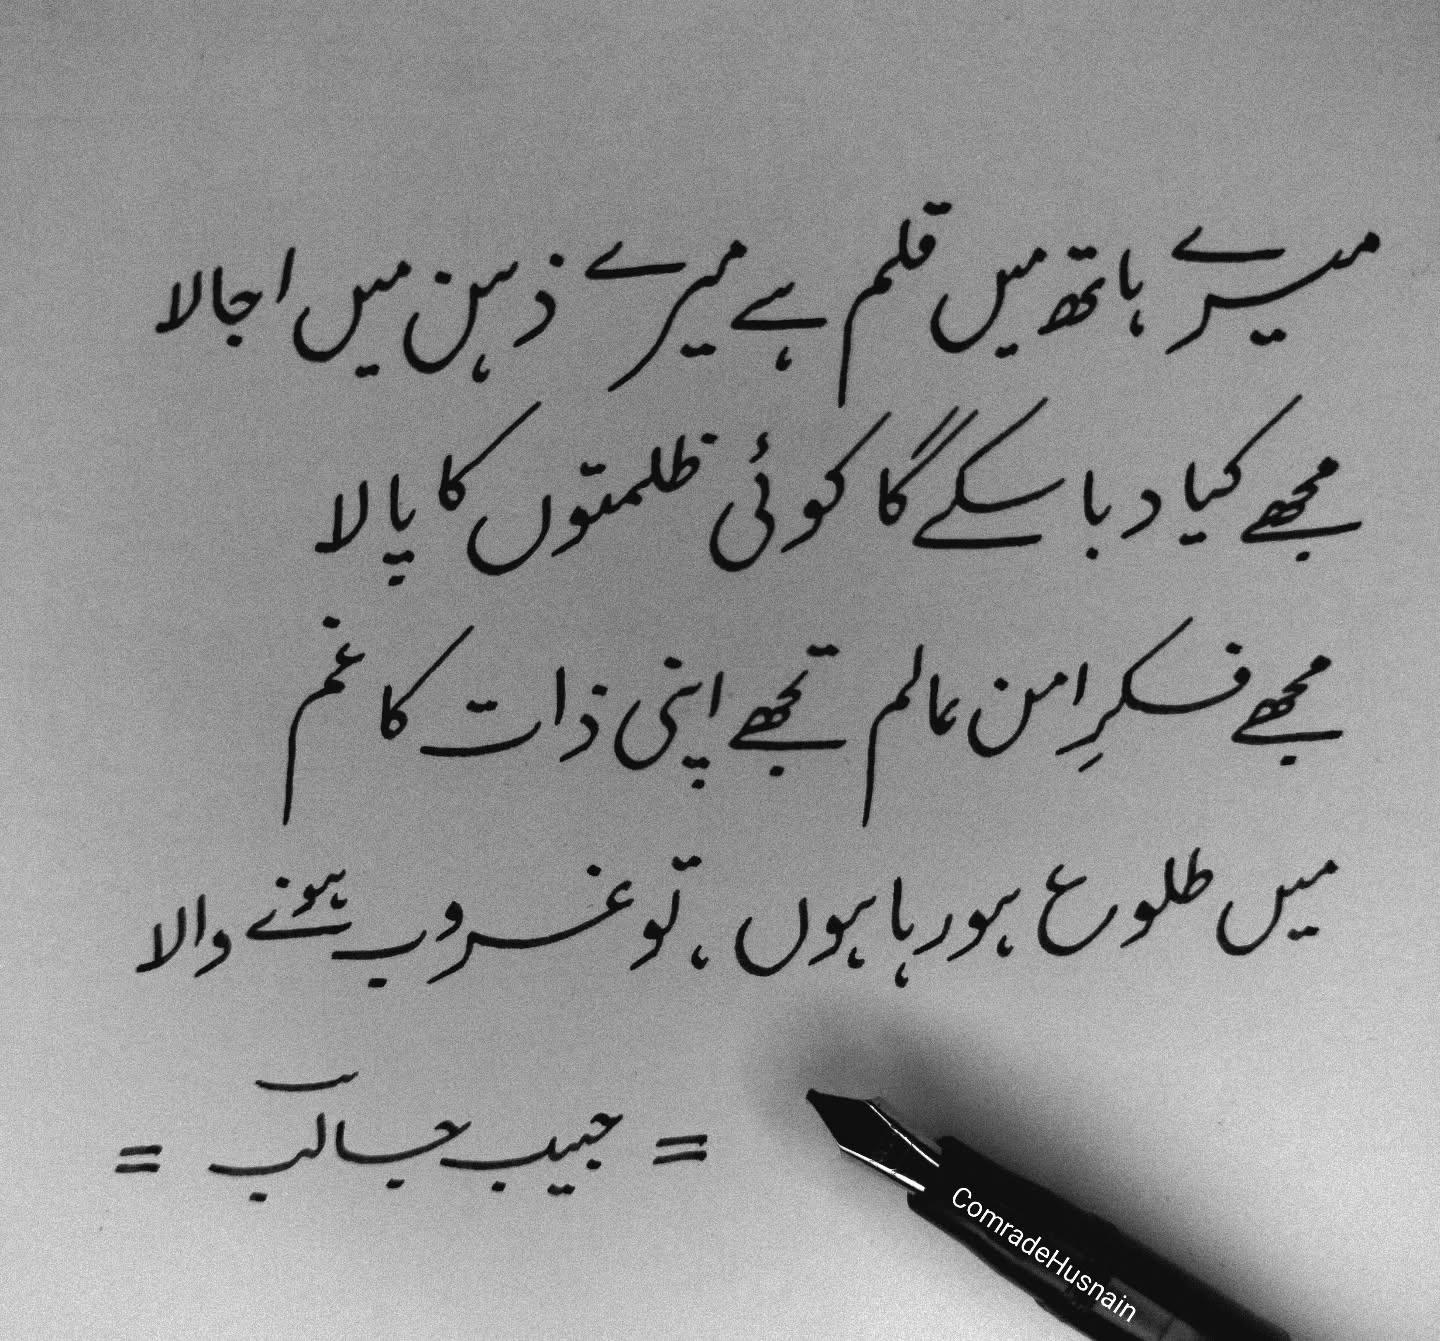 میرے ہاتھ میں قلم ہے میرے ذہن میں اجالا
مجھے کیا دبا سکے گا کوئی ظلمتوں کا پالا
مجھے فکرِ امن عالم تجھے اپنی ذات کا غم
میں طلوع ہو رہا ہوں ، تو غروب ہونے والا
= حبیب جالب =
ComradeHusnain